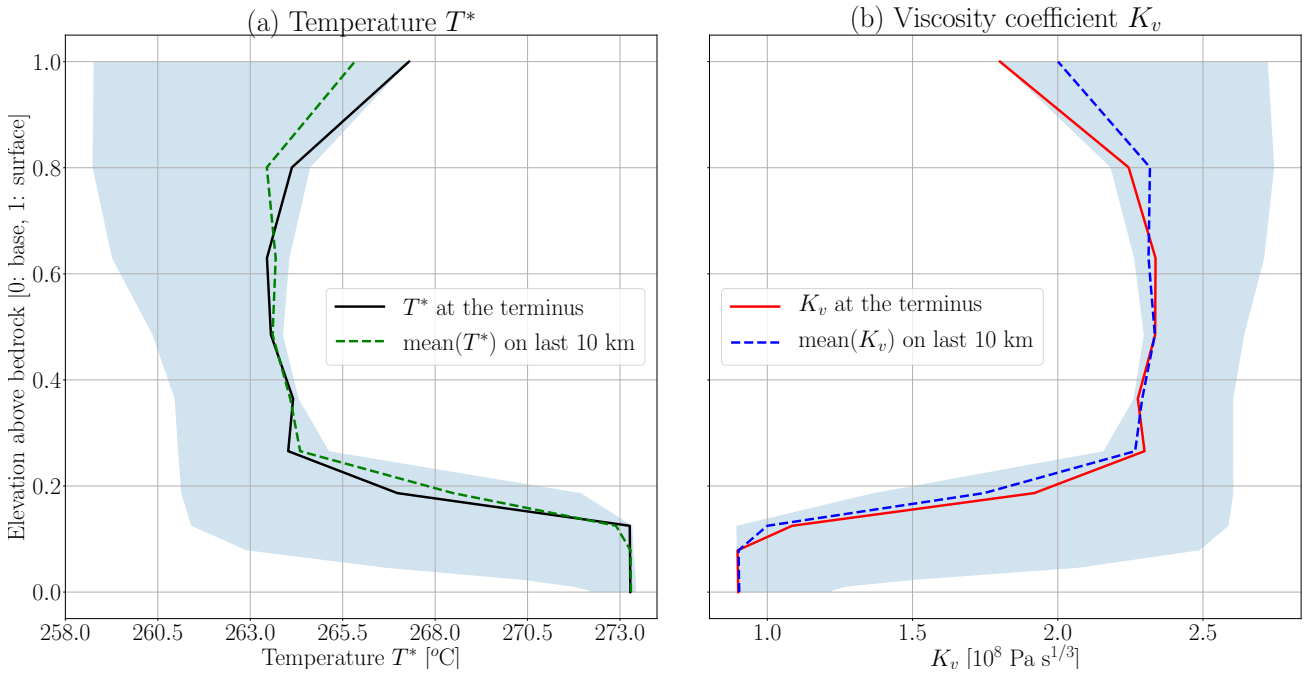 (a) Temperature T*
(b) Viscosity coefficient K_v
Elevation above bedrock [0: base, 1: surface]
1.0
0.8
0.6
0.4
0.2
0.0
T* at the terminus
mean(T*) on last 10 km
K_v at the terminus
mean(K_v) on last 10 km
258.0 260.5 263.0 265.5 268.0 270.5 273.0
1.0 1.5 2.0 2.5
Temperature T* [°C]
K_v [10^8 Pa s^{1/3}]